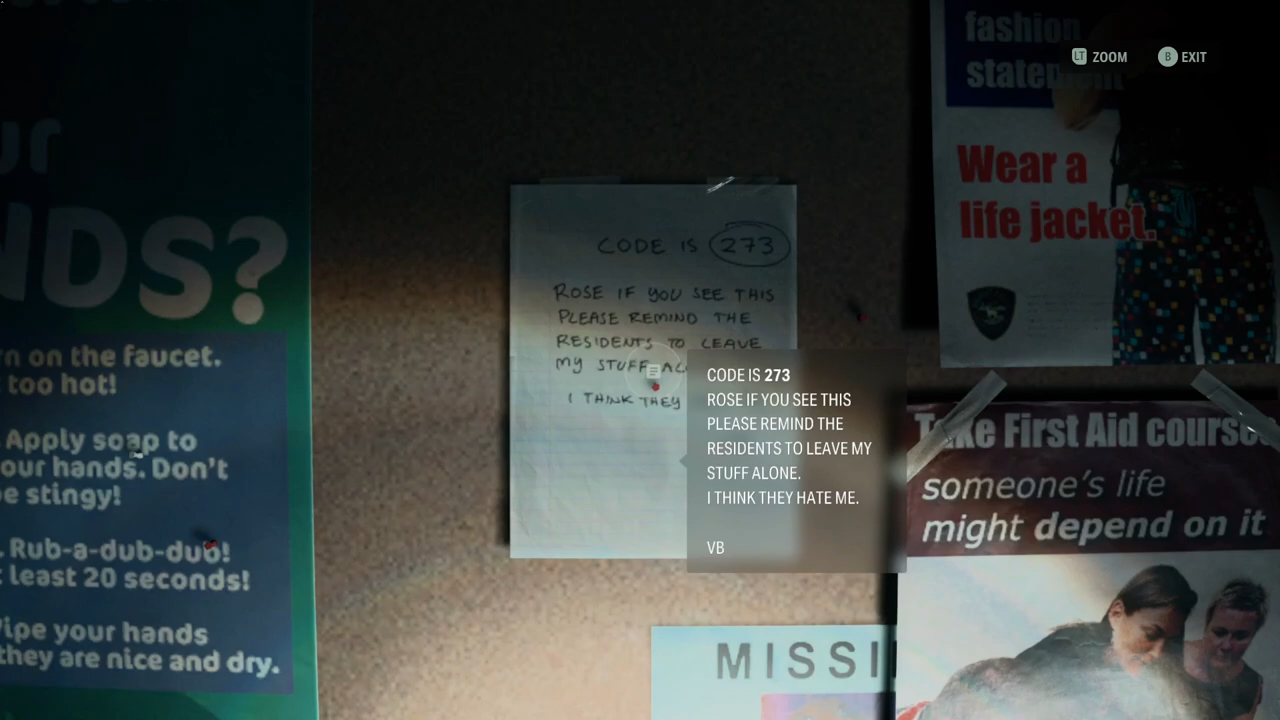 fashion
statement
LT ZOOM
B EXIT
Wear a
life jacket.
NDS?
n on the faucet.
too hot!
Apply soap to
our hands. Don't
e stingy!
Rub-a-dub-dub!
least 20 seconds!
ipe your hands
they are nice and dry.
CODE IS 273
ROSE IF YOU SEE THIS
PLEASE REMIND THE
RESIDENTS TO LEAVE
MY STUFF AL
I THINK THEY
CODE IS 273
ROSE IF YOU SEE THIS
PLEASE REMIND THE
RESIDENTS TO LEAVE MY
STUFF ALONE.
I THINK THEY HATE ME.
VB
Take First Aid course
someone's life
might depend on it
MISSI